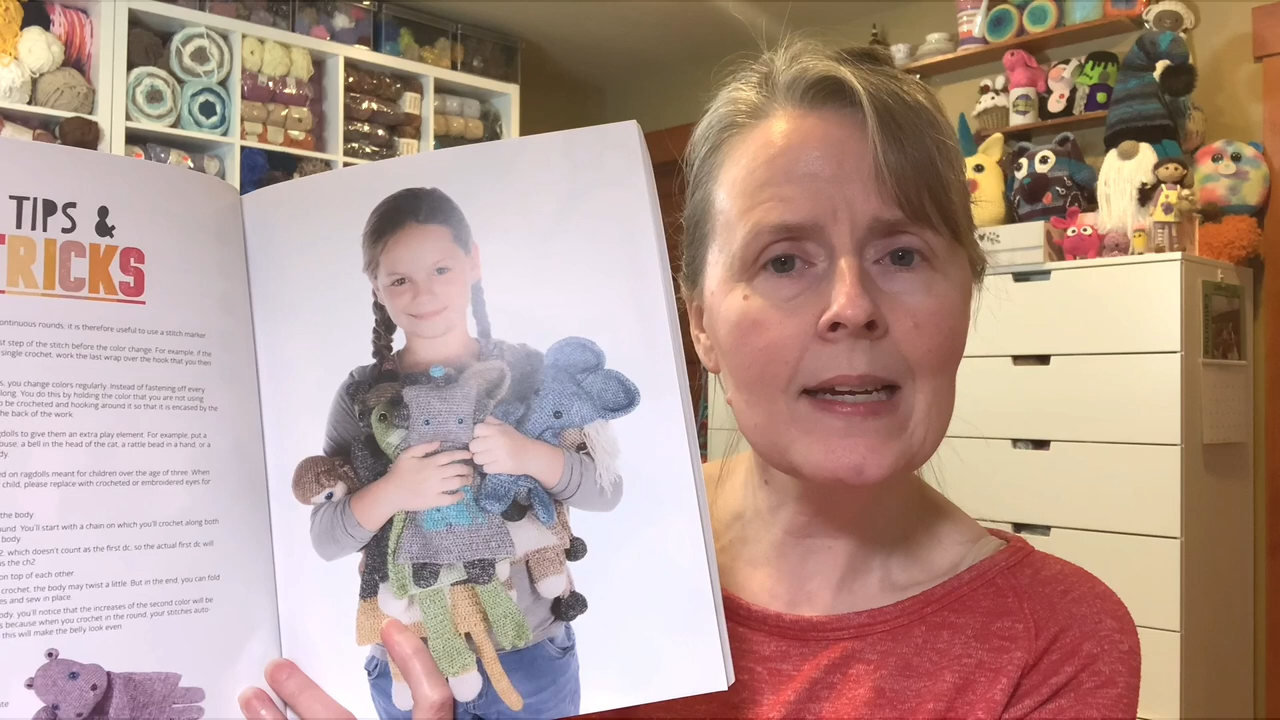 TIPS &
TRICKS
ontinuous rounds, it is therefore useful to use a stitch marker
st step of the stitch before the color change. For example, if the
single crochet, work the last wrap over the hook that you then
s, you change colors regularly. Instead of fastening off every
long. You do this by holding the color that you are not using
o be crocheted and hooking around it so that it is encased by the
he back of the work.
gdolls to give them an extra play element. For example, put a
ouse, a bell in the head of the cat, a rattle bead in a hand, or a
dy.
ed on ragdolls meant for children over the age of three. When
child, please replace with crocheted or embroidered eyes for
the body.
und. You'll start with a chain on which you'll crochet along both
body.
2, which doesn't count as the first dc, so the actual first dc will
s the ch2.
on top of each other.
crochet, the body may twist a little. But in the end, you can fold
es and sew in place.
ody, you'll notice that the increases of the second color will be
s because when you crochet in the round, your stitches auto-
this will make the belly look even